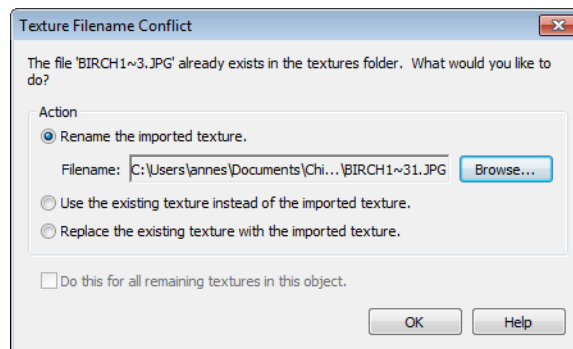 Texture Filename Conflict
The file 'BIRCH1~3.JPG' already exists in the textures folder. What would you like to
do?
Action
Rename the imported texture.
Filename: C:\Users\annes\Documents\Chi...\BIRCH1~31.JPG Browse...
Use the existing texture instead of the imported texture.
Replace the existing texture with the imported texture.
Do this for all remaining textures in this object.
OK Help